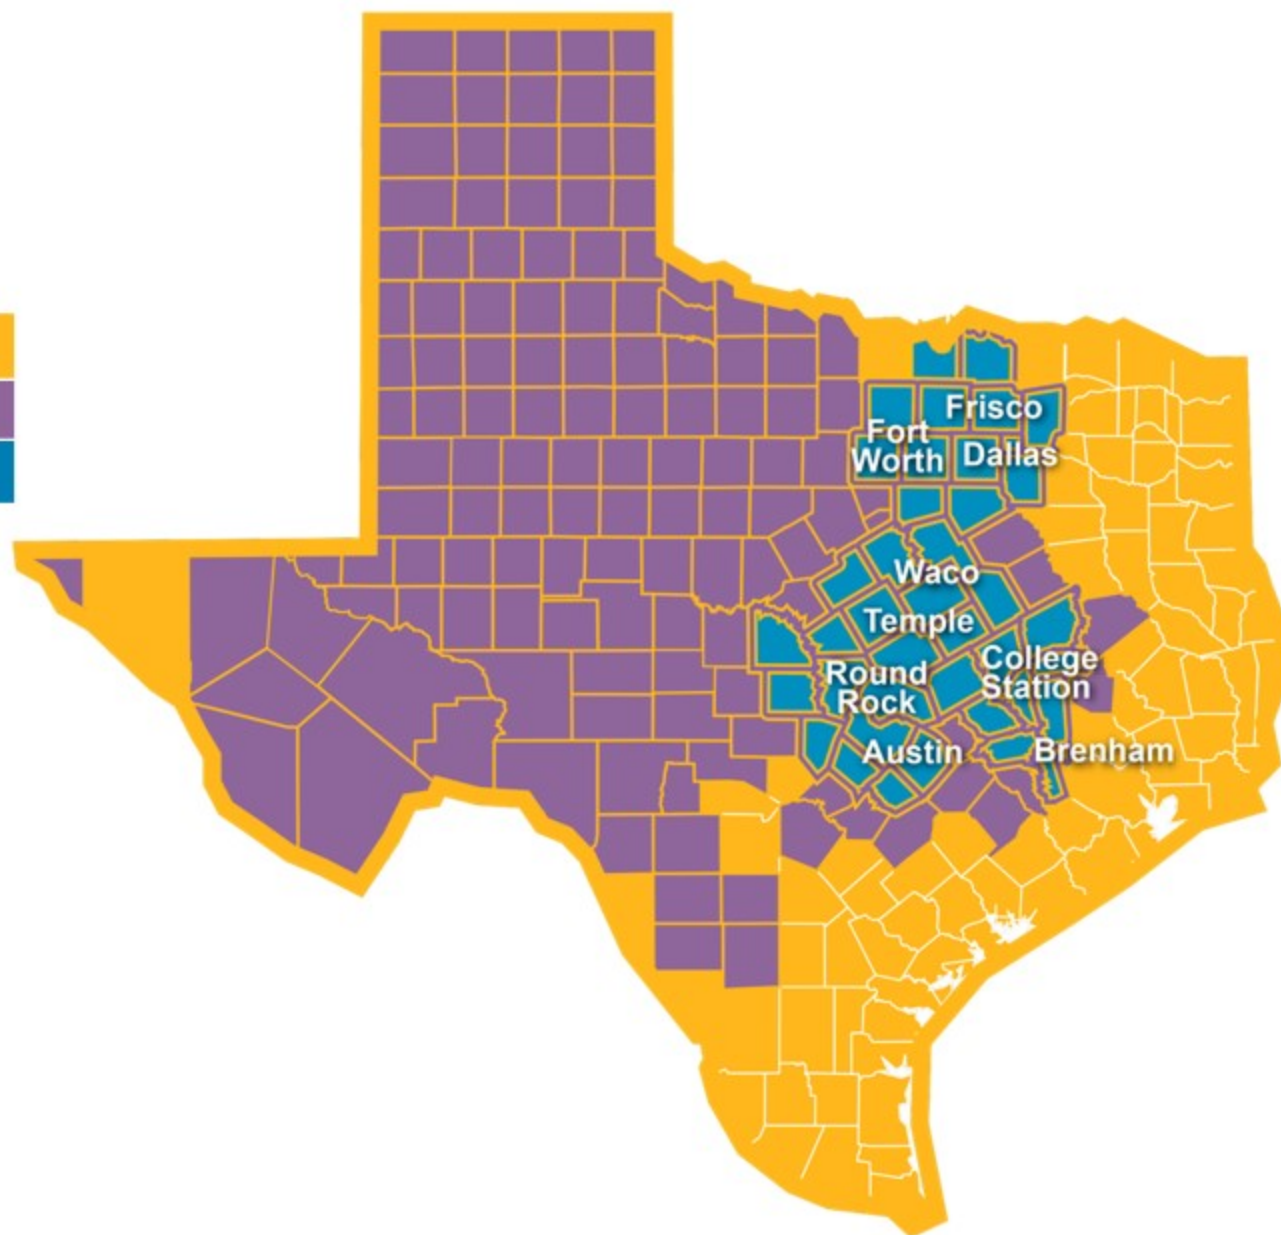 Frisco
Fort
Worth
Dallas
Waco
Temple
College
Station
Round
Rock
Austin
Brenham